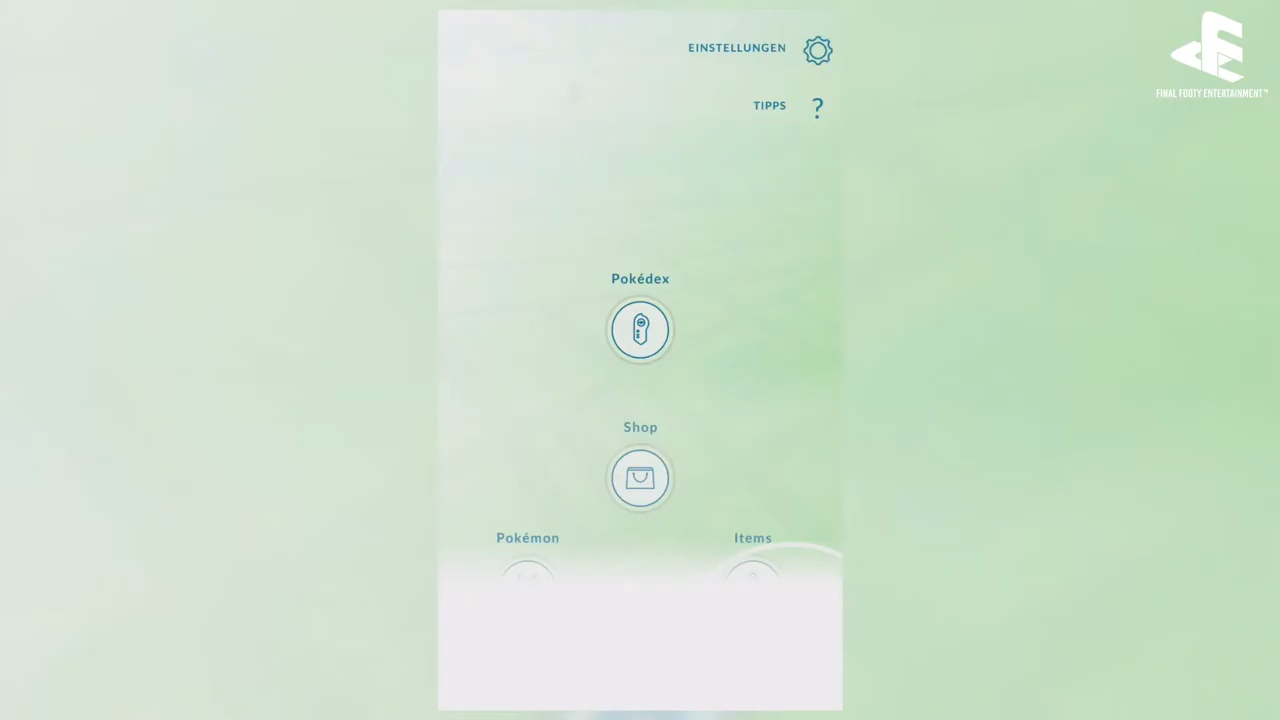 EINSTELLUNGEN
TIPPS
?
FINAL FOOTY ENTERTAINMENT™
Pokédex
Shop
Pokémon
Items